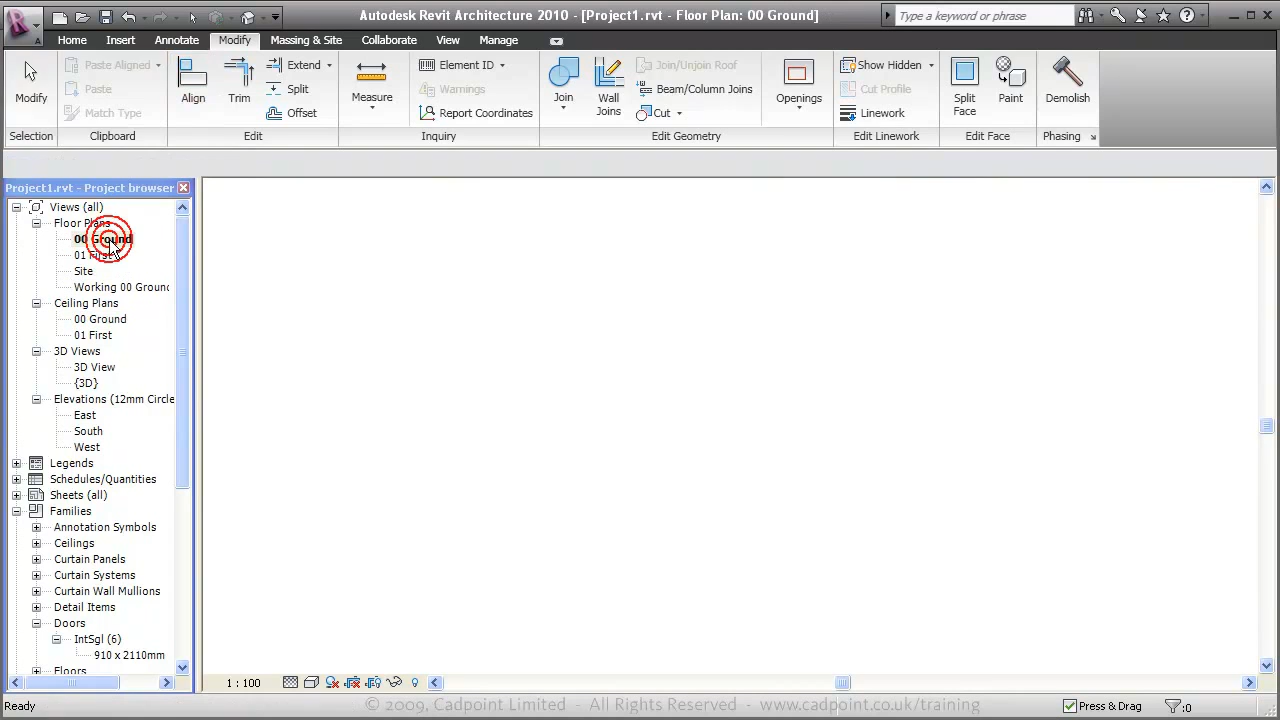 Autodesk Revit Architecture 2010 - [Project1.rvt - Floor Plan: 00 Ground]
Type a keyword or phrase
Home Insert Annotate Modify Massing & Site Collaborate View Manage
Modify
Selection
Paste Aligned
Paste
Match Type
Clipboard
Align
Trim
Extend
Split
Offset
Edit
Measure
Element ID
Warnings
Report Coordinates
Inquiry
Join
Wall Joins
Join/Unjoin Roof
Beam/Column Joins
Cut
Edit Geometry
Openings
Show Hidden
Cut Profile
Linework
Edit Linework
Split Face
Paint
Edit Face
Demolish
Phasing
Project1.rvt - Project browser
Views (all)
Floor Plans
00 Ground
01 First
Site
Working 00 Ground
Ceiling Plans
00 Ground
01 First
3D Views
3D View
{3D}
Elevations (12mm Circle
East
South
West
Legends
Schedules/Quantities
Sheets (all)
Families
Annotation Symbols
Ceilings
Curtain Panels
Curtain Systems
Curtain Wall Mullions
Detail Items
Doors
IntSgl (6)
910 x 2110mm
Floors
1 : 100
Ready
© 2009, Cadpoint Limited - All Rights Reserved - www.cadpoint.co.uk/training
Press & Drag
:0